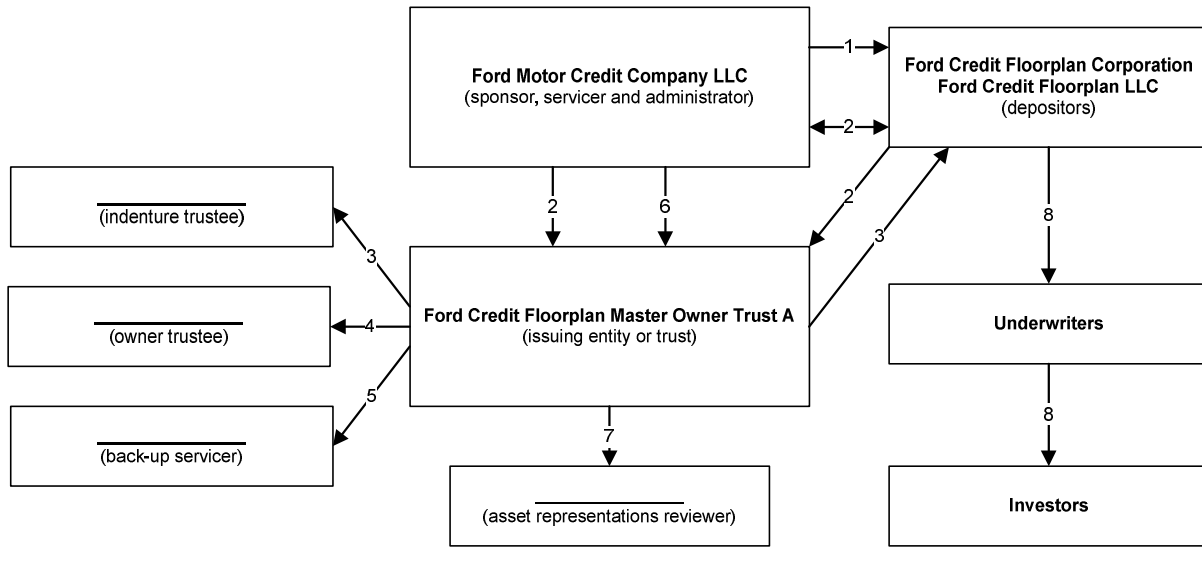 Ford Motor Credit Company LLC
(sponsor, servicer and administrator)
1
Ford Credit Floorplan Corporation
Ford Credit Floorplan LLC
(depositors)
2
(indenture trustee)
2
6
2
3
8
3
(owner trustee)
4
Ford Credit Floorplan Master Owner Trust A
(issuing entity or trust)
Underwriters
5
(back-up servicer)
7
8
(asset representations reviewer)
Investors